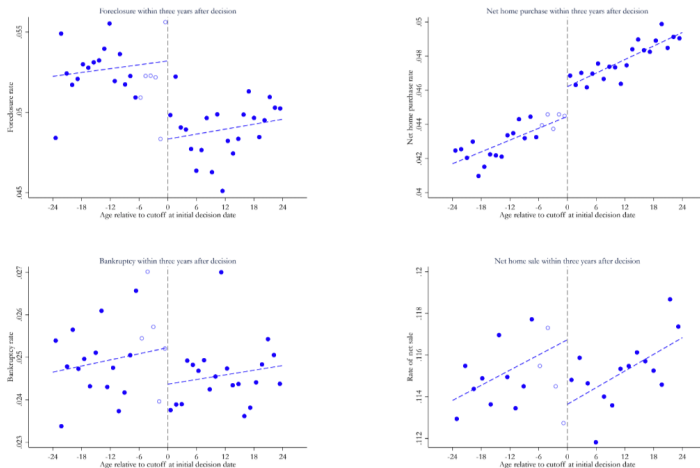 Foreclosure within three years after decision
Foreclosure rate
.055
.05
.045
-24 -18 -12 -6 0 6 12 18 24
Age relative to cutoff at initial decision date
Net home purchase within three years after decision
Net home purchase rate
.05
.048
.046
.044
.042
.04
-24 -18 -12 -6 0 6 12 18 24
Age relative to cutoff at initial decision date
Bankruptcy within three years after decision
Bankruptcy rate
.027
.026
.025
.024
.023
-24 -18 -12 -6 0 6 12 18 24
Age relative to cutoff at initial decision date
Net home sale within three years after decision
Rate of net sale
.12
.118
.116
.114
.112
-24 -18 -12 -6 0 6 12 18 24
Age relative to cutoff at initial decision date